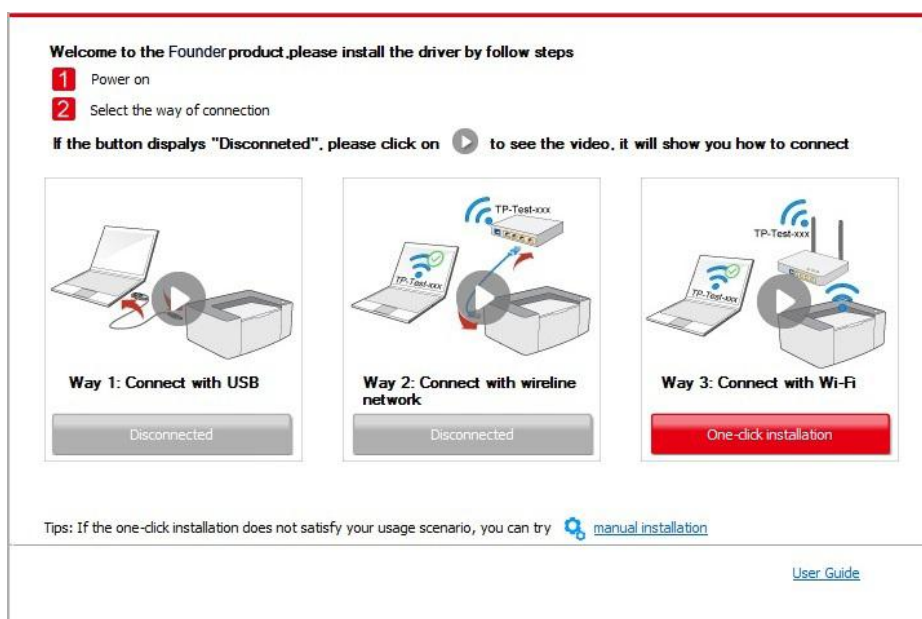 Welcome to the Founder product,please install the driver by follow steps
1 Power on
2 Select the way of connection
If the button dispalys "Disconneted", please click on to see the video, it will show you how to connect
TP-Test-xxx
TP-Test-xxx
TP-Test-xxx
TP-Test-xxx
Way 1: Connect with USB
Way 2: Connect with wireline
network
Way 3: Connect with Wi-Fi
Disconnected
Disconnected
One-click installation
Tips: If the one-click installation does not satisfy your usage scenario, you can try manual installation
User Guide